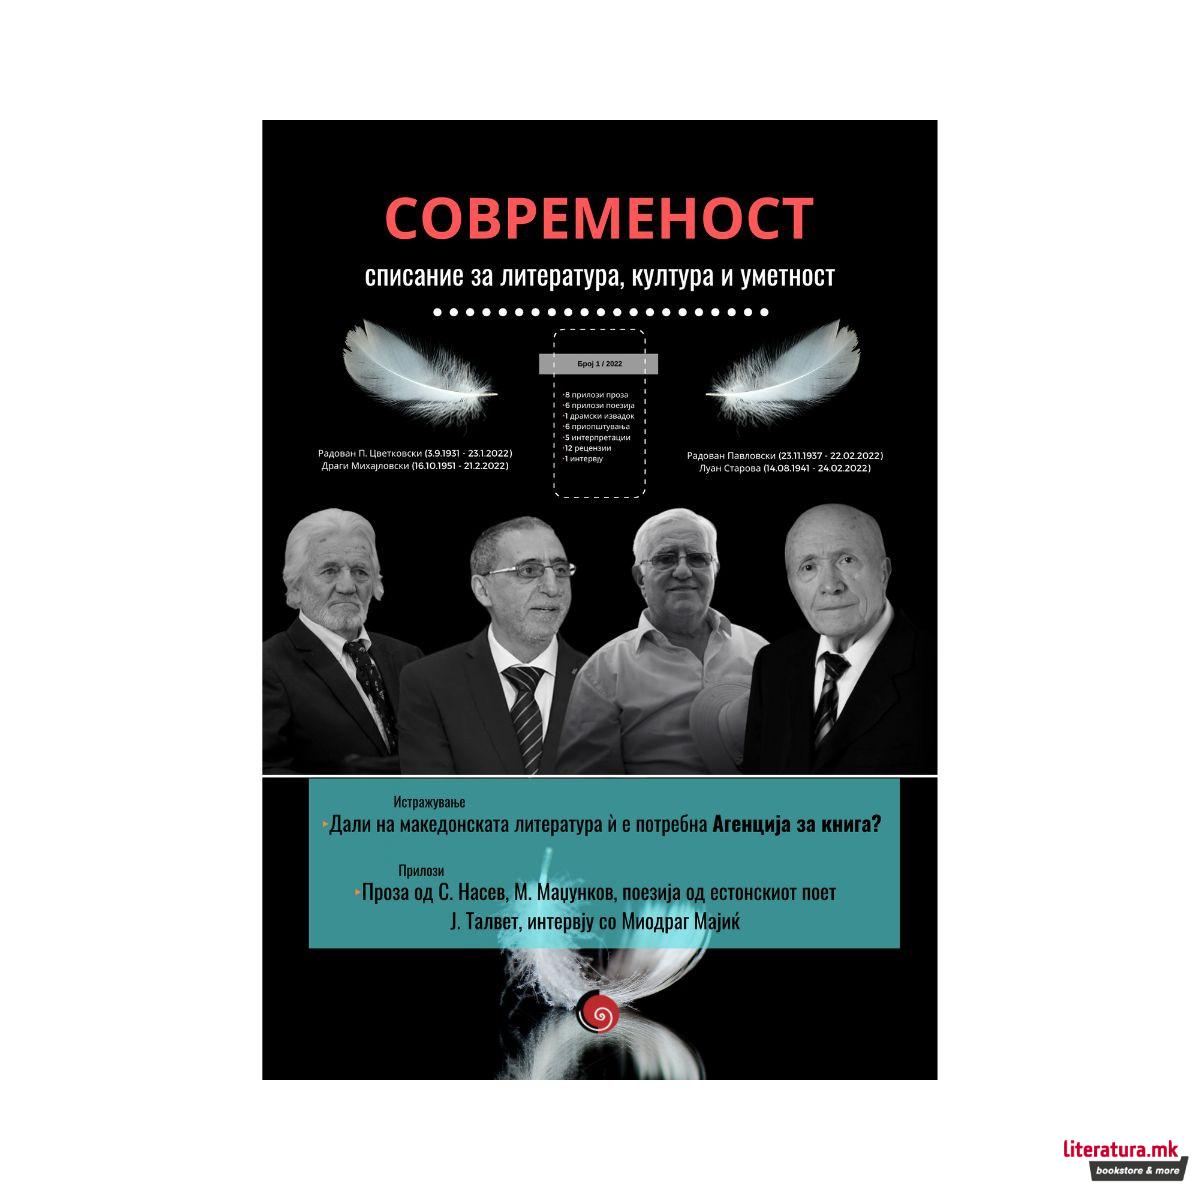 СОВРЕМЕНОСТ
списание за литература, култура и уметност
Број 1 / 2022
·8 прилози проза
·6 прилози поезија
·1 драмски извадок
·6 приопштувања
·5 интерпретации
·12 рецензии
·1 интервју
Радован П. Цветковски (3.9.1931 - 23.1.2022)
Драги Михајловски (16.10.1951 - 21.2.2022)
Радован Павловски (23.11.1937 - 22.02.2022)
Луан Старова (14.08.1941 - 24.02.2022)
Истражување
Дали на македонската литература ѝ е потребна Агенција за книга?
Прилози
Проза од С. Насев, М. Маџунков, поезија од естонскиот поет
Ј. Талвет, интервју со Миодраг Мајиќ
literatura.mk
bookstore & more